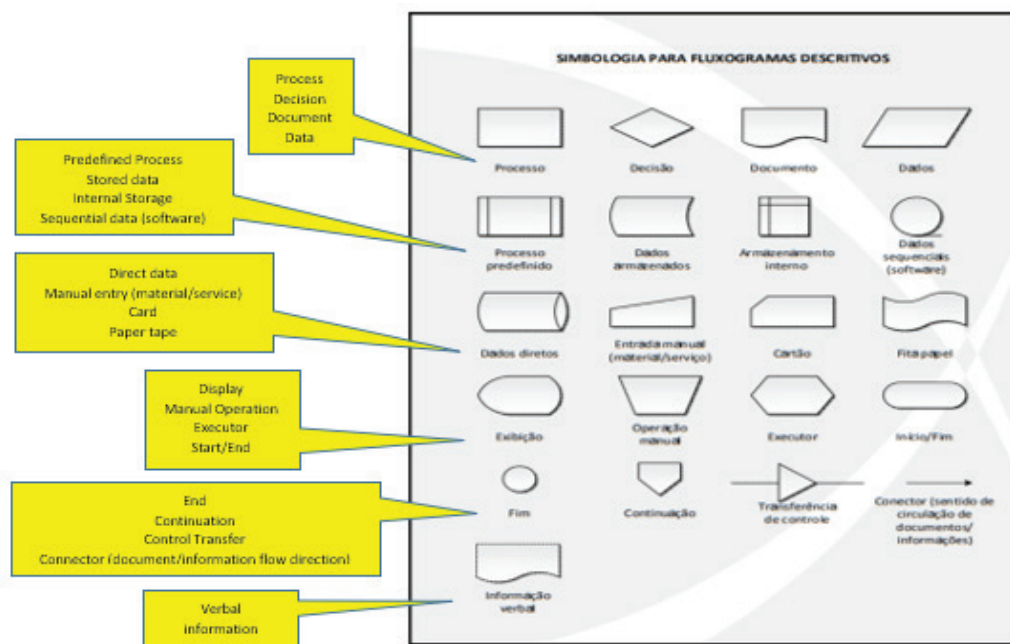 SIMBOLOGIA PARA FLUXOGRAMAS DESCRITIVOS
Process
Decision
Document
Data
Processo
Decisão
Documento
Dados
Predefined Process
Stored data
Internal Storage
Sequential data (software)
Processo
predefinido
Dados
armazenados
Armazenamento
interno
Dados
sequenciais
(software)
Direct data
Manual entry (material/service)
Card
Paper tape
Dados diretos
Entrada manual
(material/serviço)
Cartão
Fita papel
Display
Manual Operation
Executor
Start/End
Exibição
Operação
manual
Executor
Início/Fim
End
Continuation
Control Transfer
Connector (document/information flow direction)
Fim
Continuação
Transferência
de controle
Conector (sentido de
circulação de
documentos/
informações)
Verbal
information
Informação
verbal